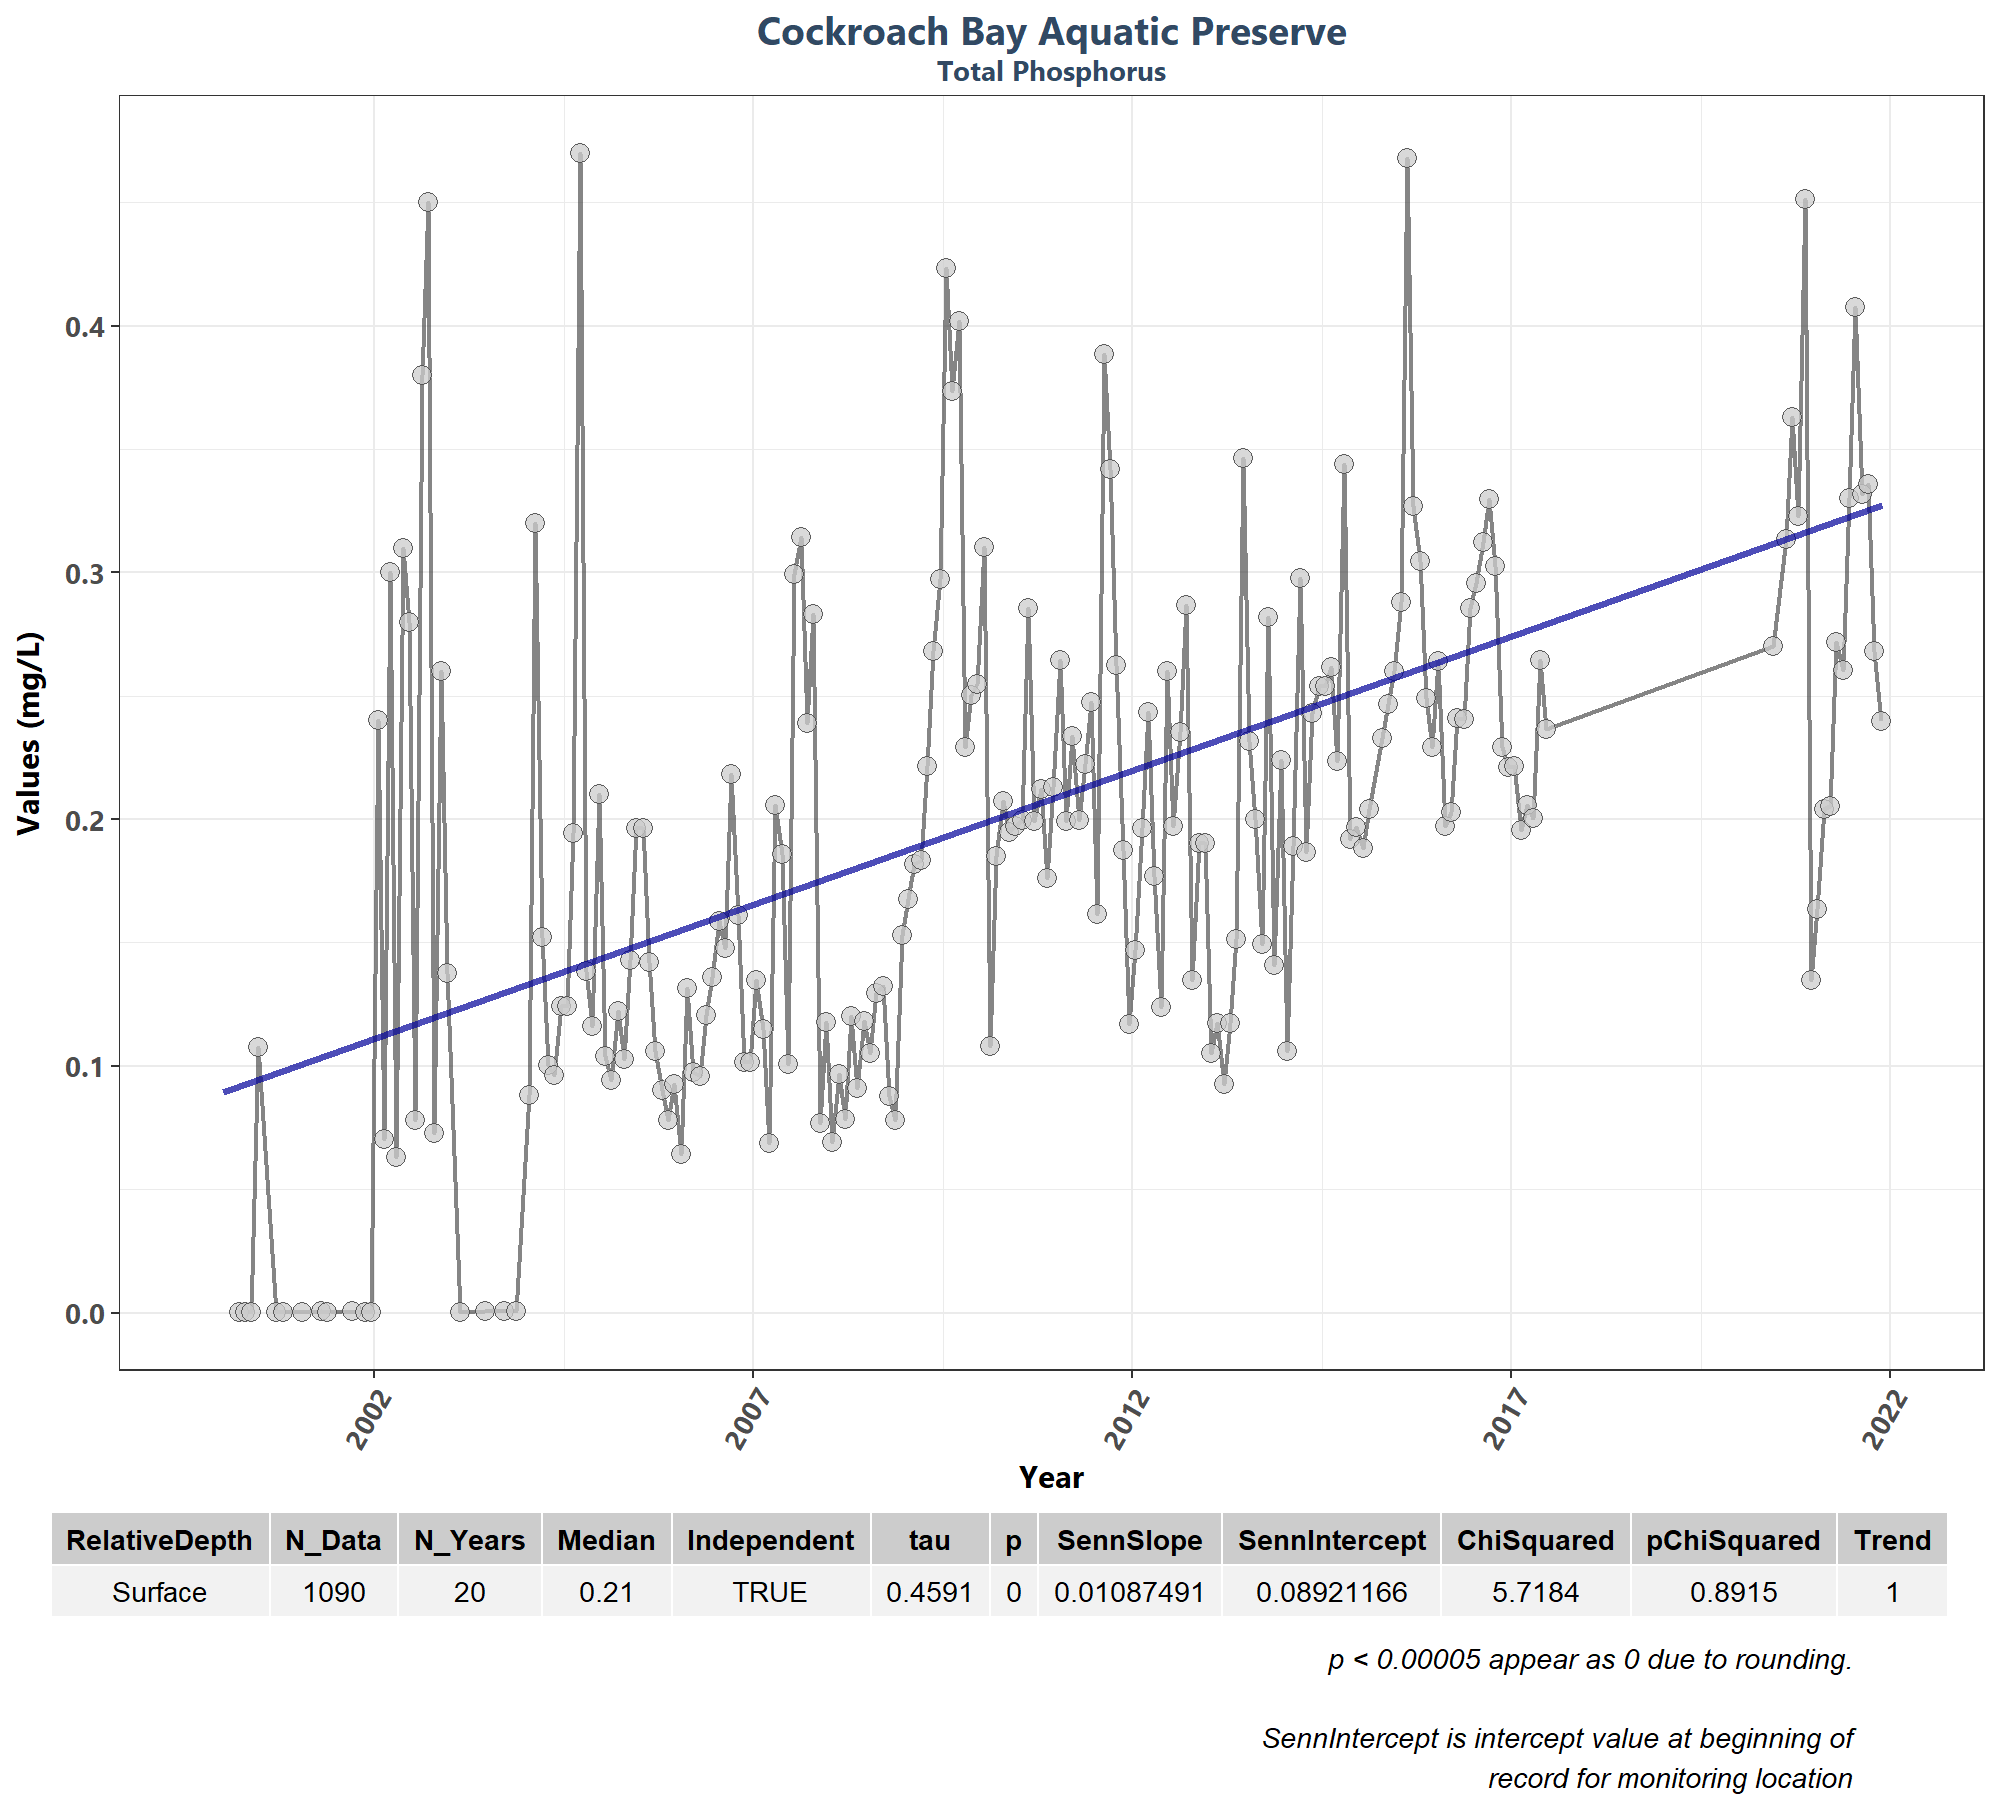 Cockroach Bay Aquatic Preserve
Total Phosphorus
Values (mg/L)
0.4
0.3
0.2
0.1
0.0
2002 2007 2012 2017 2022
Year
RelativeDepth N_Data N_Years Median Independent tau p SennSlope SennIntercept ChiSquared pChiSquared Trend
Surface 1090 20 0.21 TRUE 0.4591 0 0.01087491 0.08921166 5.7184 0.8915 1
p < 0.00005 appear as 0 due to rounding.
SennIntercept is intercept value at beginning of
record for monitoring location